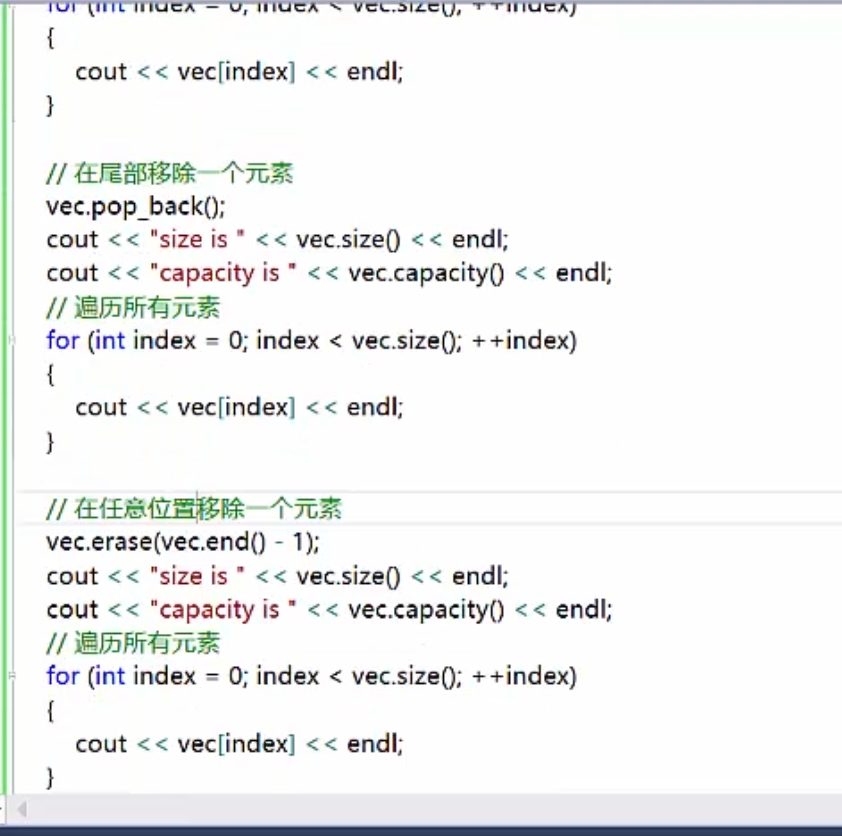 for (int index = 0; index < vec.size(); ++index)
{
cout << vec[index] << endl;
}
// 在尾部移除一个元素
vec.pop_back();
cout << "size is " << vec.size() << endl;
cout << "capacity is " << vec.capacity() << endl;
// 遍历所有元素
for (int index = 0; index < vec.size(); ++index)
{
cout << vec[index] << endl;
}
// 在任意位置移除一个元素
vec.erase(vec.end() - 1);
cout << "size is " << vec.size() << endl;
cout << "capacity is " << vec.capacity() << endl;
// 遍历所有元素
for (int index = 0; index < vec.size(); ++index)
{
cout << vec[index] << endl;
}